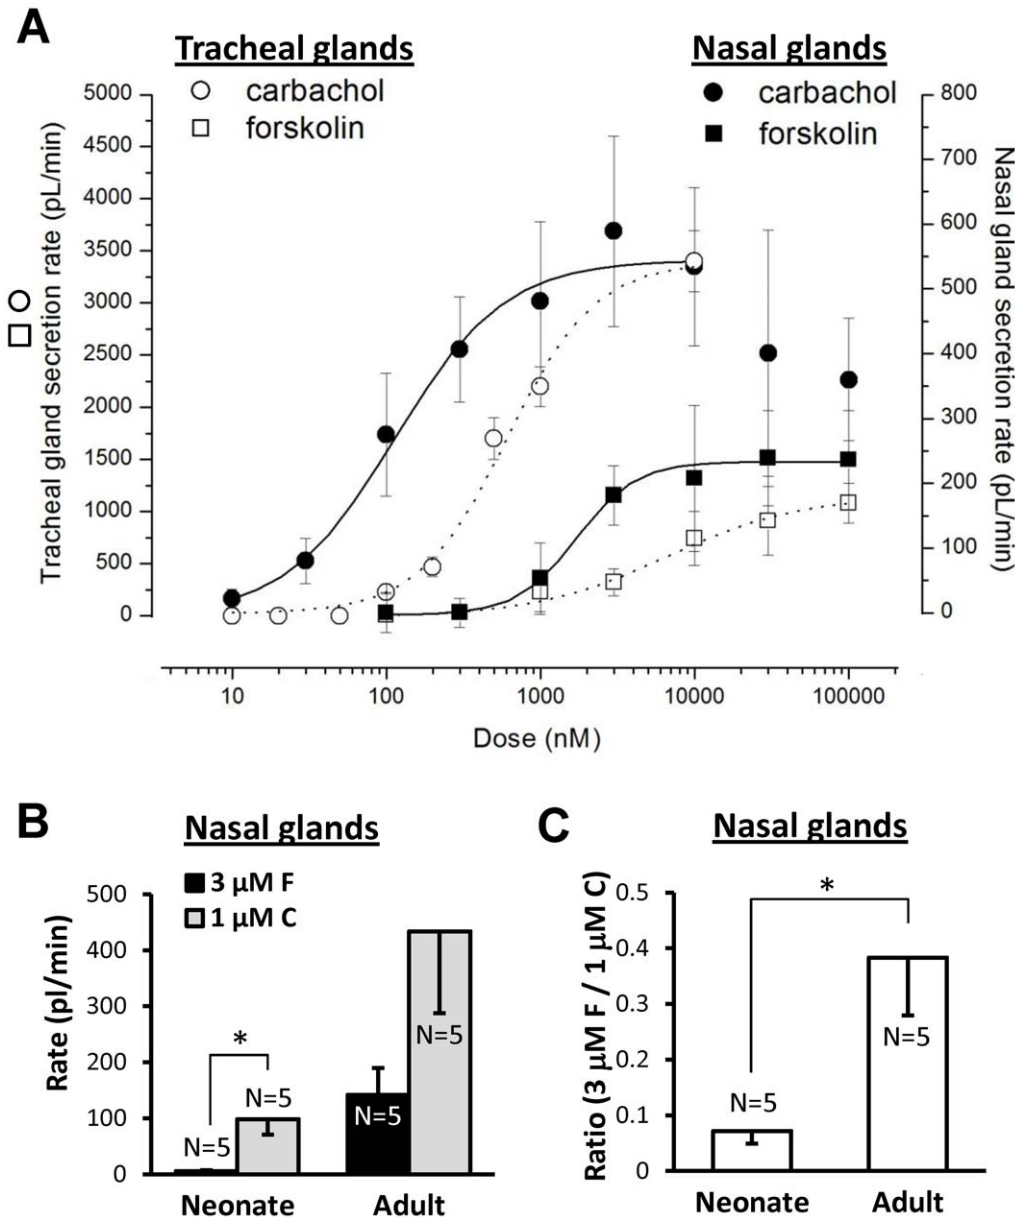 A
Tracheal glands
carbachol
forskolin
Nasal glands
carbachol
forskolin
Tracheal gland secretion rate (pL/min)
5000
4500
4000
3500
3000
2500
2000
1500
1000
500
0
Nasal gland secretion rate (pL/min)
800
700
600
500
400
300
200
100
0
10 100 1000 10000 100000
Dose (nM)
B
Nasal glands
3 µM F
1 µM C
Rate (pl/min)
500
400
300
200
100
0
*
N=5
N=5
N=5
N=5
Neonate Adult
C
Nasal glands
Ratio (3 µM F / 1 µM C)
0.5
0.4
0.3
0.2
0.1
0
*
N=5
N=5
Neonate Adult